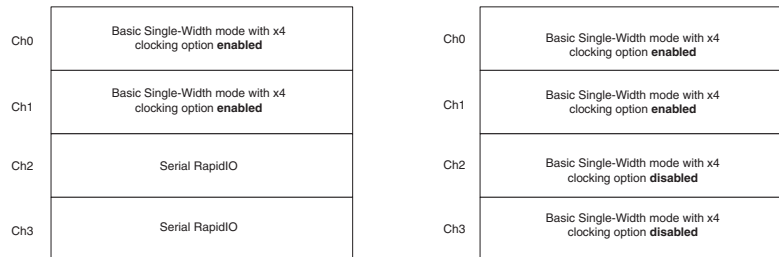 Ch0
Basic Single-Width mode with x4
clocking option enabled
Ch1
Basic Single-Width mode with x4
clocking option enabled
Ch2
Serial RapidIO
Ch3
Serial RapidIO
Ch0
Basic Single-Width mode with x4
clocking option enabled
Ch1
Basic Single-Width mode with x4
clocking option enabled
Ch2
Basic Single-Width mode with x4
clocking option disabled
Ch3
Basic Single-Width mode with x4
clocking option disabled